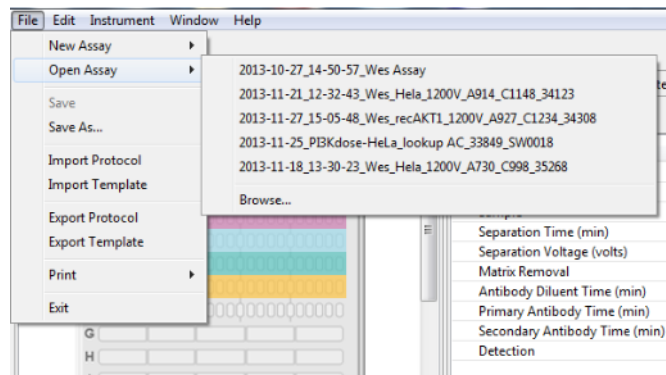 File Edit Instrument Window Help
New Assay
Open Assay
2013-10-27_14-50-57_Wes Assay
2013-11-21_12-32-43_Wes_Hela_1200V_A914_C1148_34123
2013-11-27_15-05-48_Wes_recAKT1_1200V_A927_C1234_34308
2013-11-25_PI3Kdose-HeLa_lookup AC_33849_SW0018
2013-11-18_13-30-23_Wes_Hela_1200V_A730_C998_35268
Browse...
Save
Save As...
Import Protocol
Import Template
Export Protocol
Export Template
Print
Exit
G
H
Separation Time (min)
Separation Voltage (volts)
Matrix Removal
Antibody Diluent Time (min)
Primary Antibody Time (min)
Secondary Antibody Time (min)
Detection